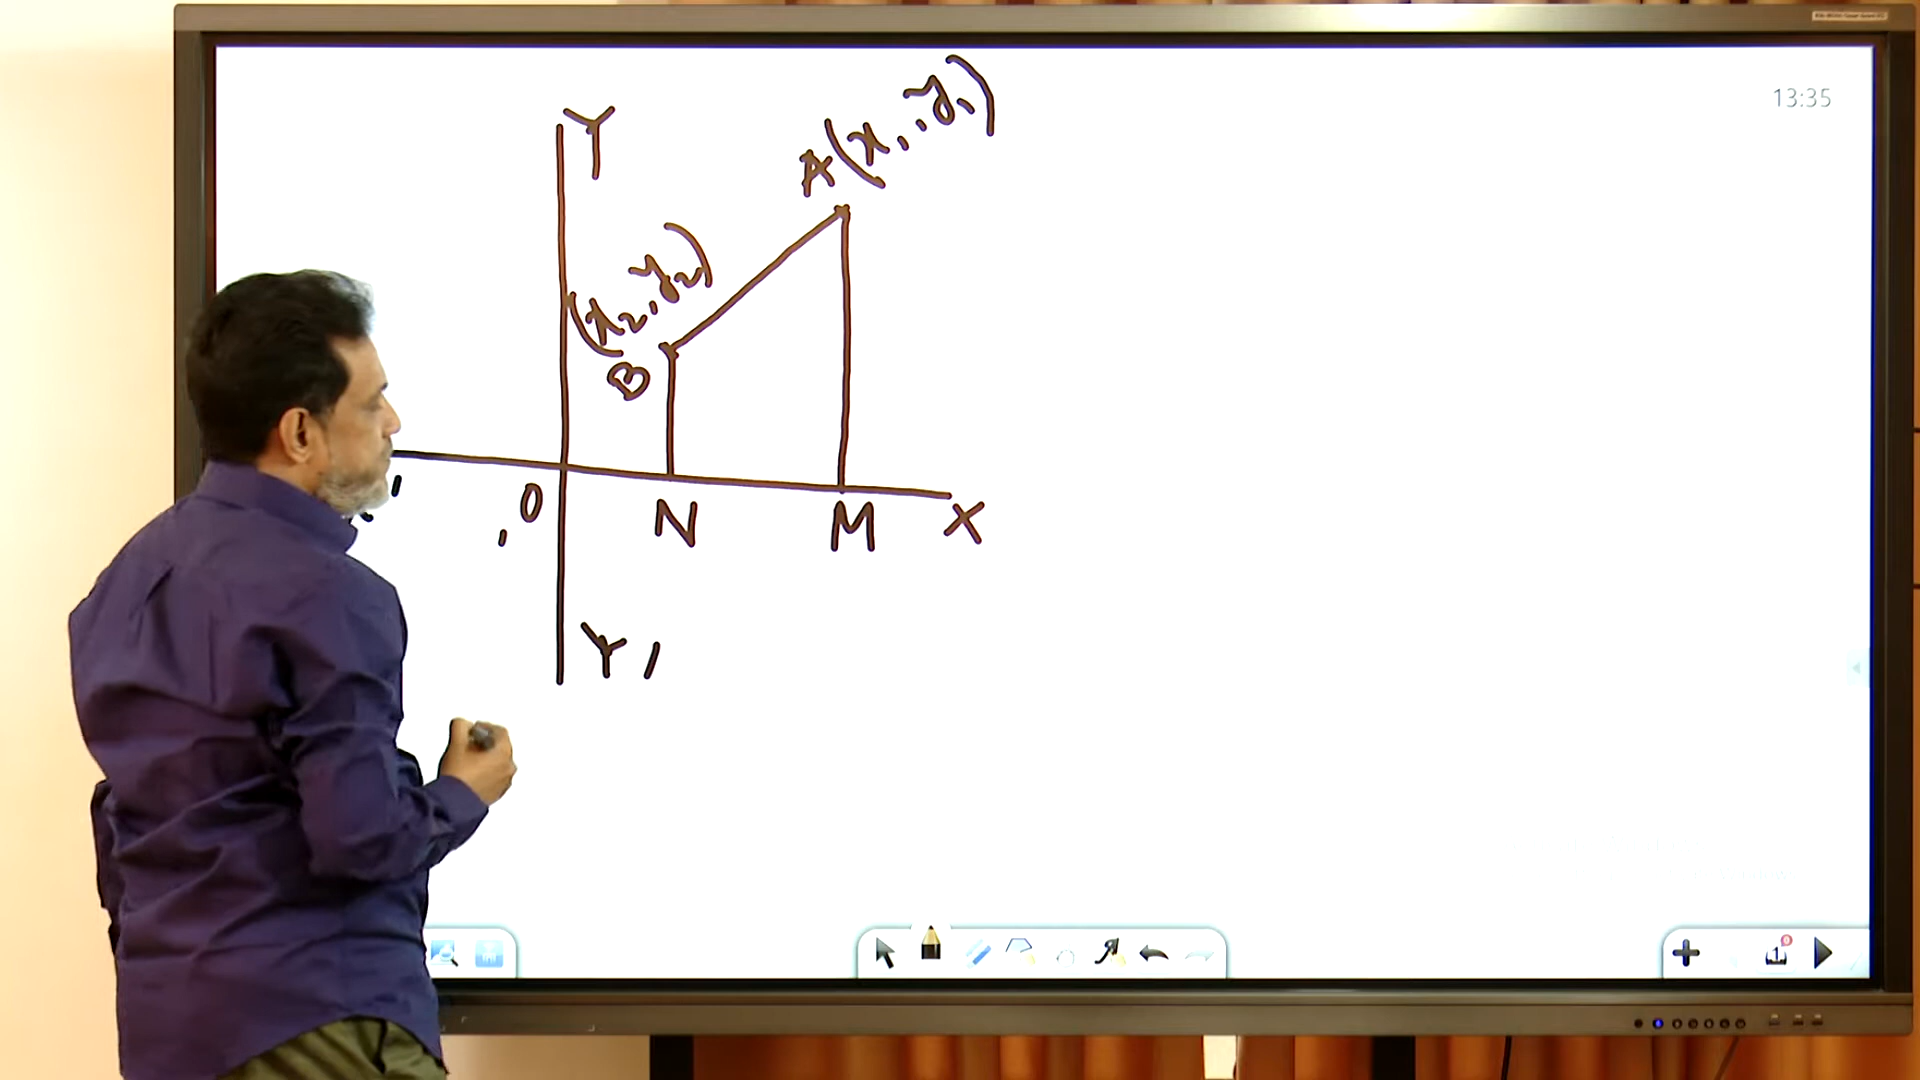 13:35
Y
A(x₁,y₁)
(x₂,y₂)
B
O N M X
Y'